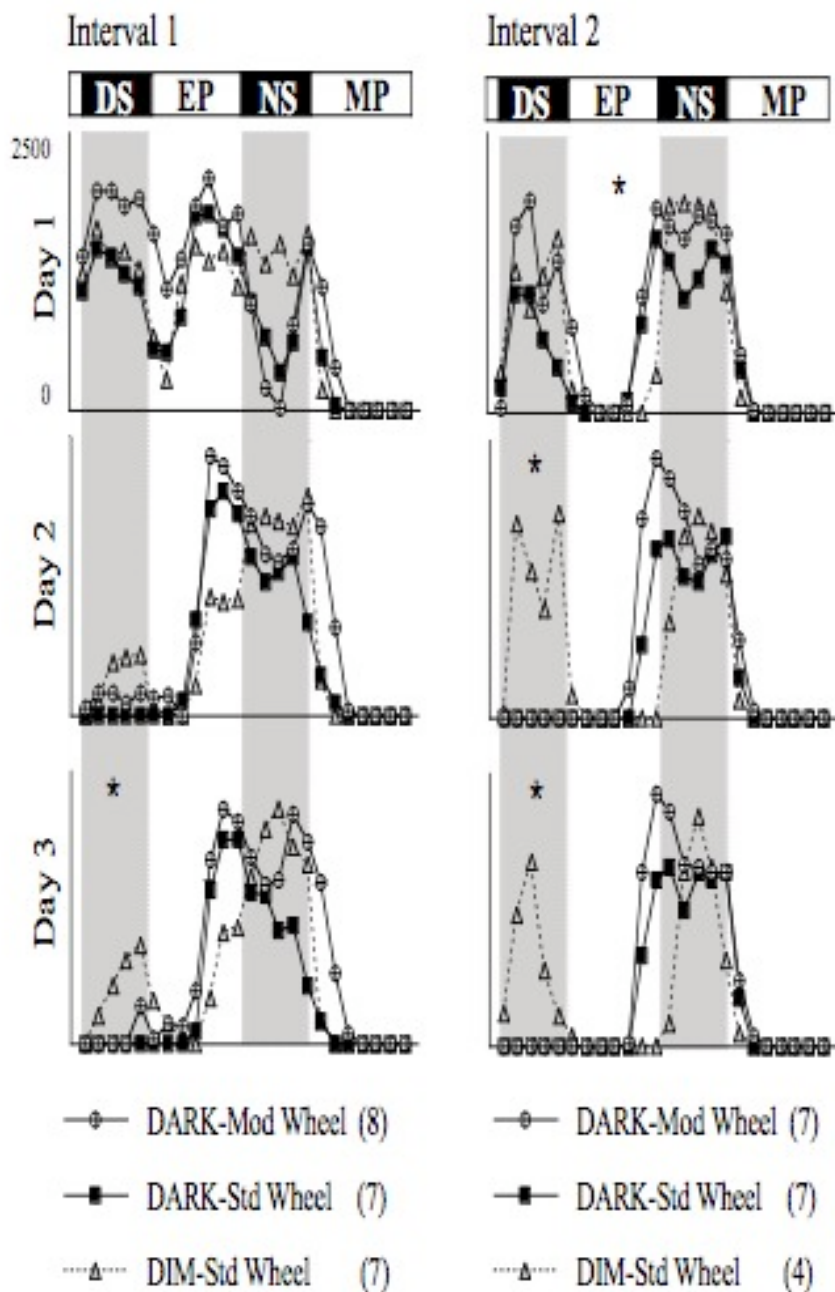 Interval 1 Interval 2
DS EP NS MP DS EP NS MP
2500
Day 1
*
0
Day 2
*
Day 3
* *
DARK-Mod Wheel (8) DARK-Mod Wheel (7)
DARK-Std Wheel (7) DARK-Std Wheel (7)
DIM-Std Wheel (7) DIM-Std Wheel (4)